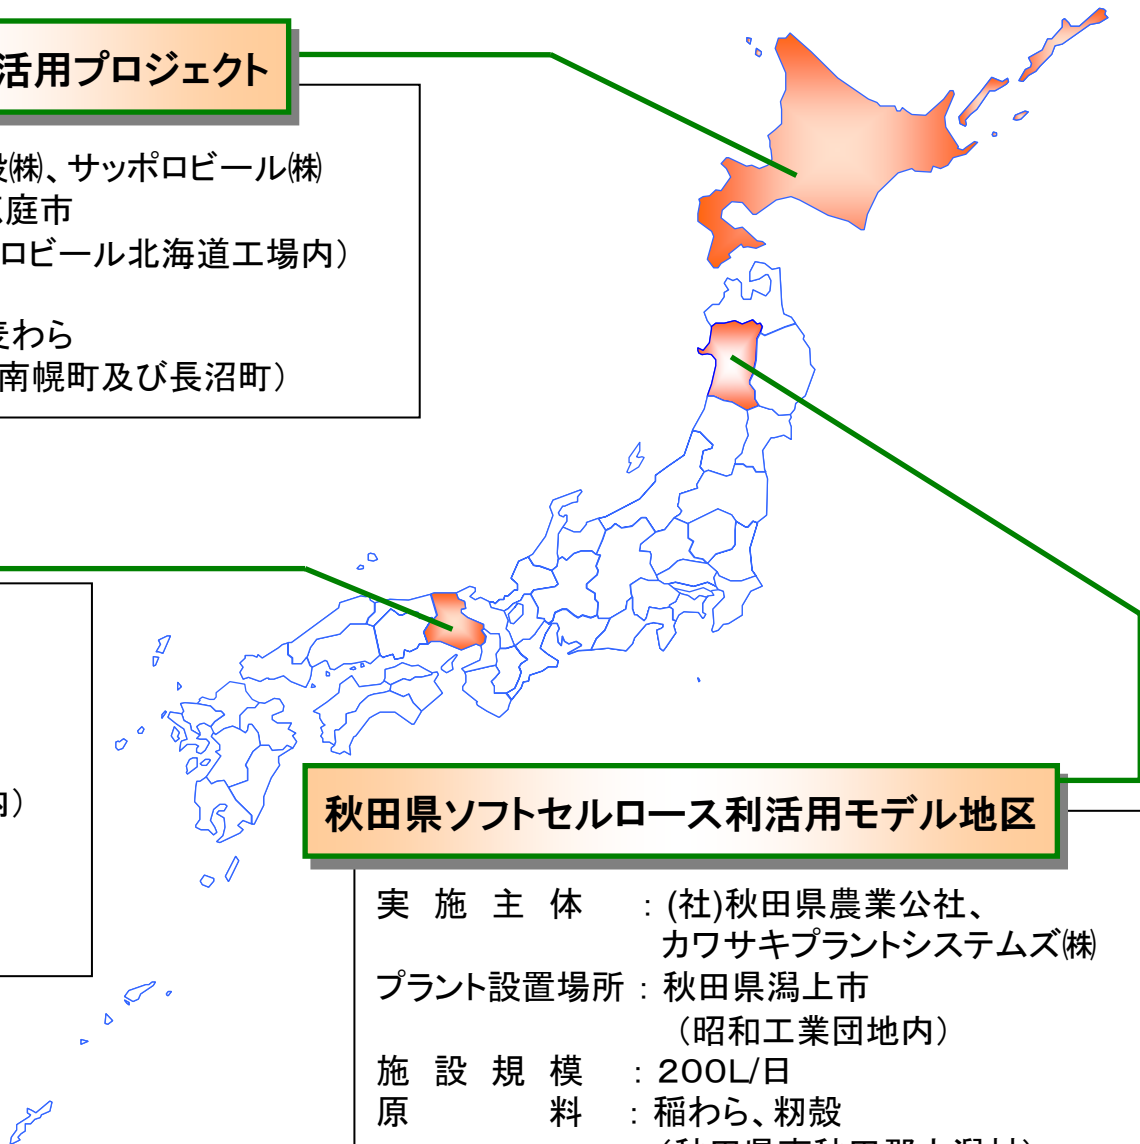 活用プロジェクト
㈱、サッポロビール㈱
庭市
ロビール北海道工場内）
麦わら
南幌町及び長沼町）
内）
秋田県ソフトセルロース利活用モデル地区
実施主体：(社)秋田県農業公社、
カワサキプラントシステムズ㈱
プラント設置場所：秋田県潟上市
（昭和工業団地内）
施設規模：200L/日
原料：稲わら、籾殻